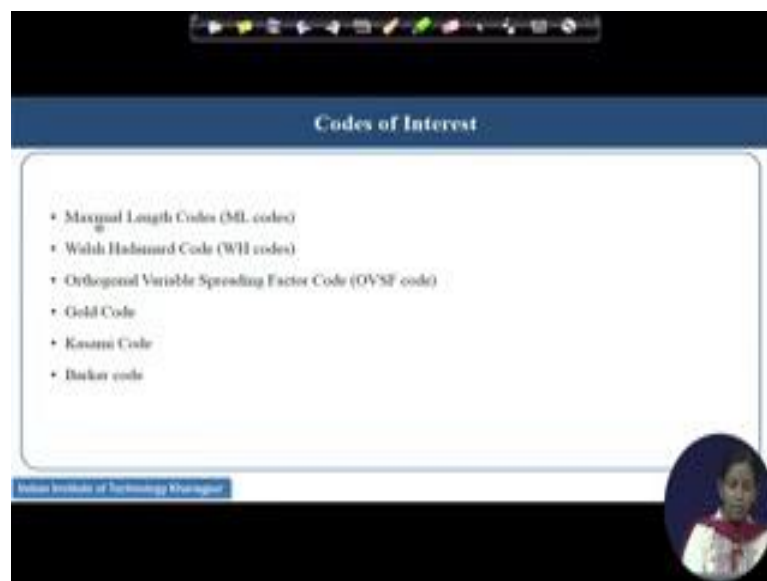 Codes of Interest
• Maximal Length Codes (ML codes)
• Walsh Hadamard Code (WH codes)
• Orthogonal Variable Spreading Factor Code (OVSF code)
• Gold Code
• Kasami Code
• Barker code
Indian Institute of Technology Kharagpur